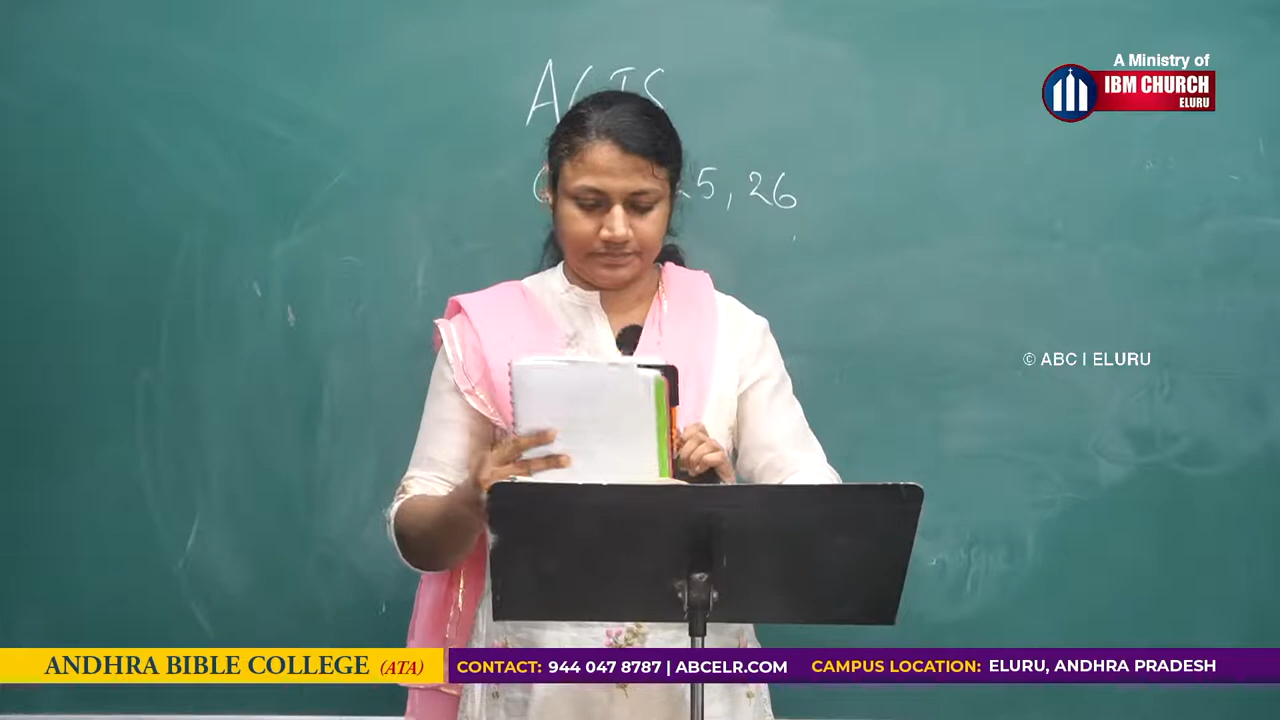 A Ministry of
IBM CHURCH
ELURU
ACTS
25, 26
© ABC | ELURU
ANDHRA BIBLE COLLEGE (ATA)
CONTACT: 944 047 8787 | ABCELR.COM CAMPUS LOCATION: ELURU, ANDHRA PRADESH